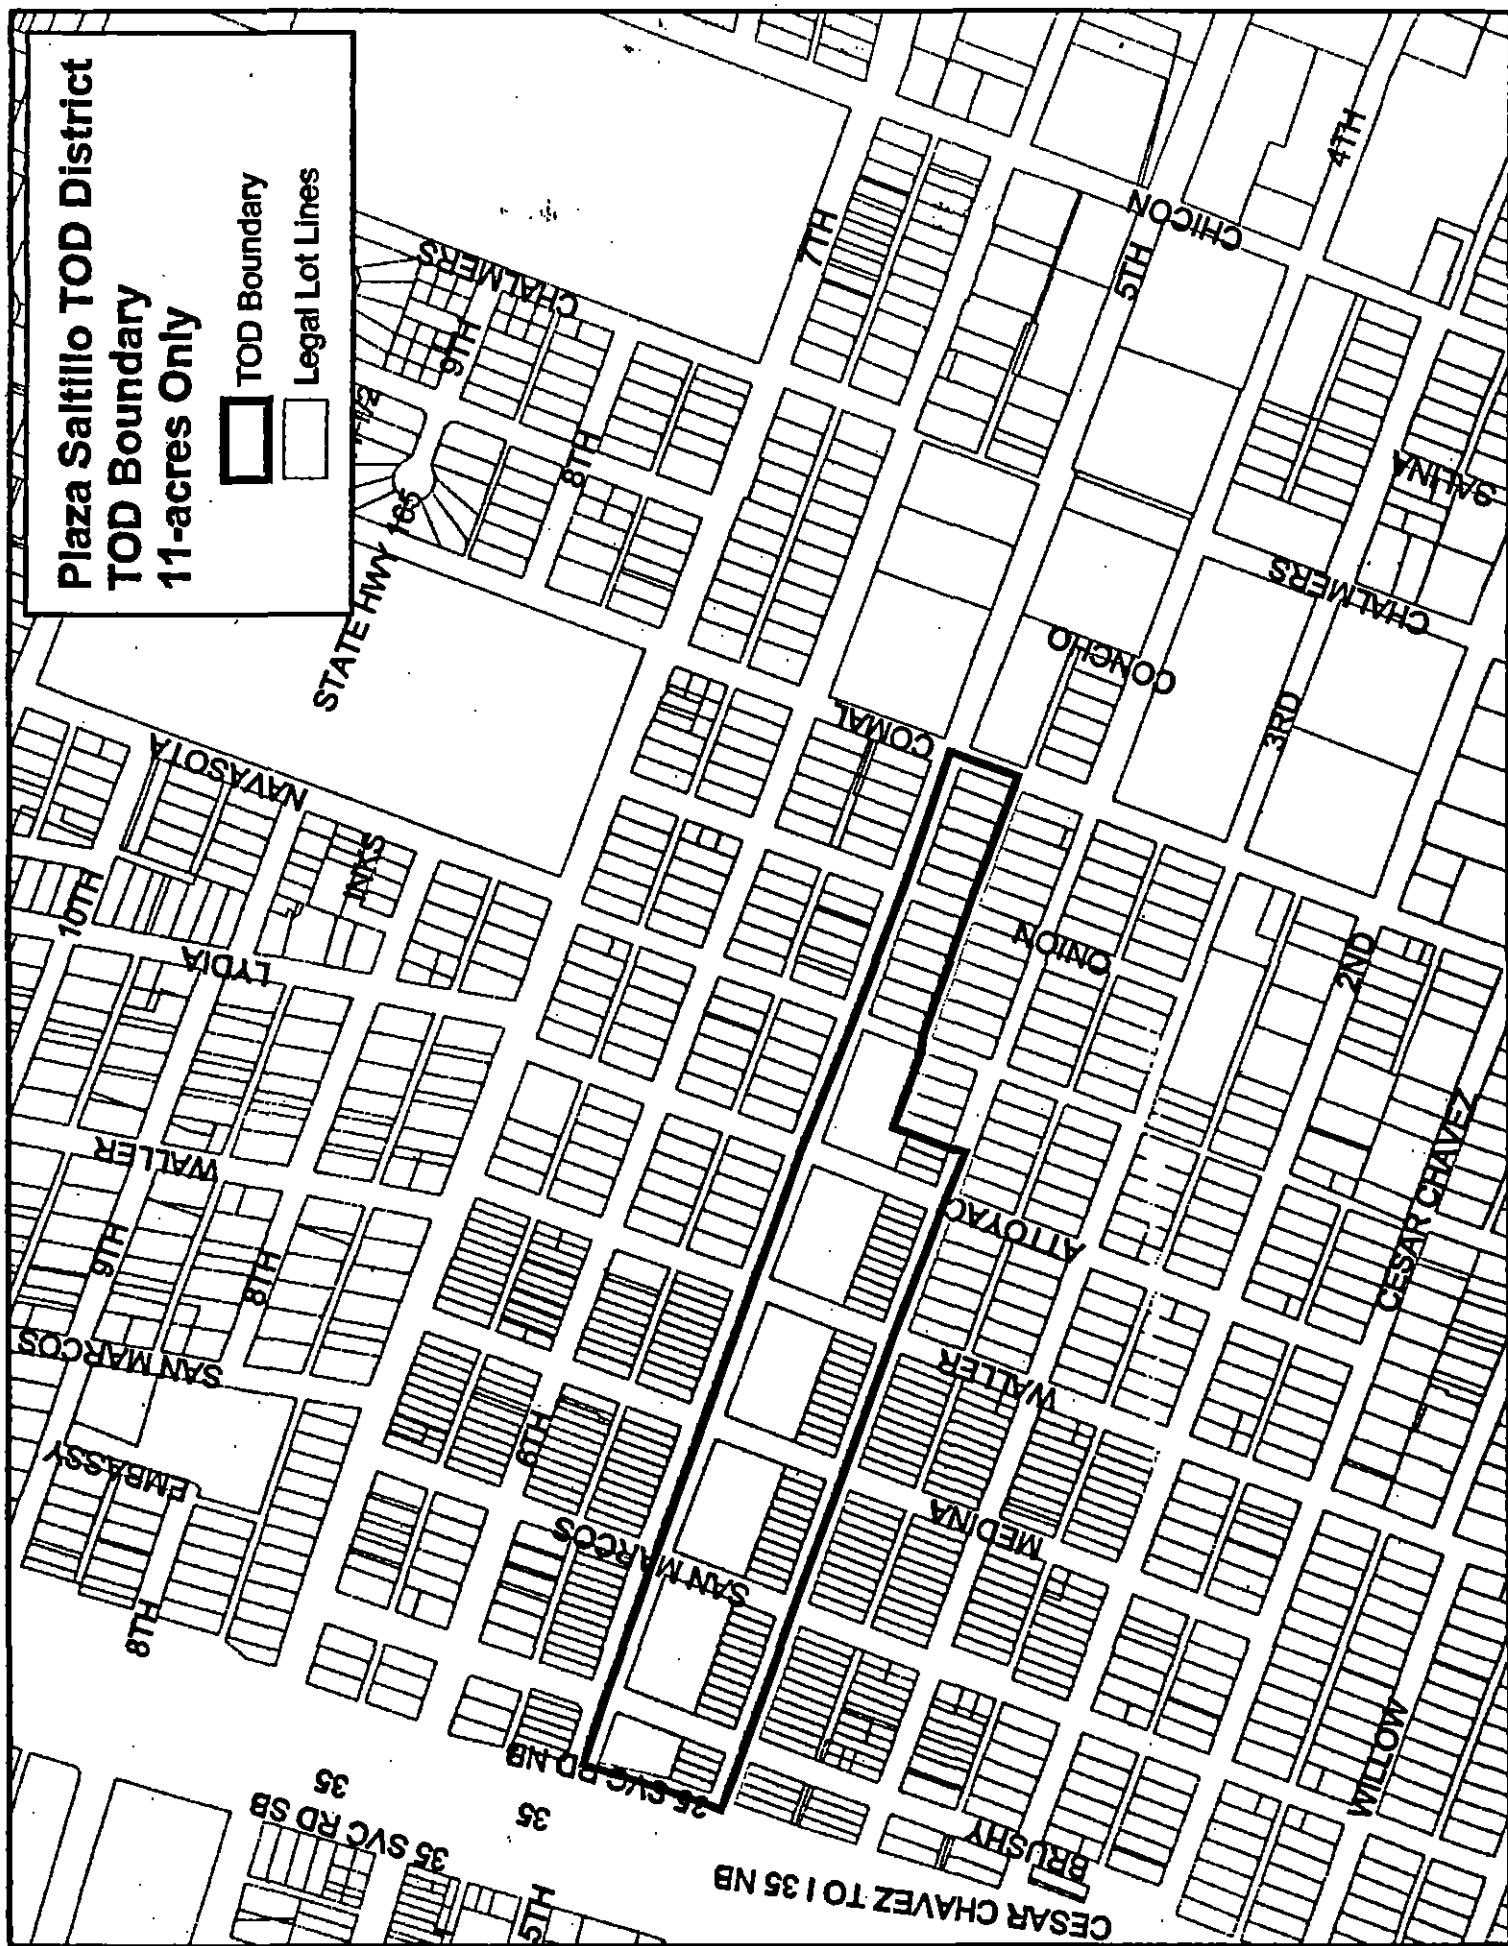 Plaza Saltillo TOD District
TOD Boundary
11-acres Only
TOD Boundary
Legal Lot Lines
STATE HWY 165
CHALMERS
9TH
8TH
7TH
CHICON
5TH
4TH
NAVASOTA
INKS
10TH
LYDIA
COMAL
CONCHO
CHALMERS
SALINA
3RD
WALLER
9TH
8TH
ONION
2ND
SAN MARCOS
EMBASSY
8TH
6TH
ATTOYAC
CESAR CHAVEZ
SAN MARCOS
WALLER
MEDINA
35
35 SVC RD SB
35
35 SVC RD NB
5TH
BRUSHY
WILLOW
CESAR CHAVEZ TO I 35 NB